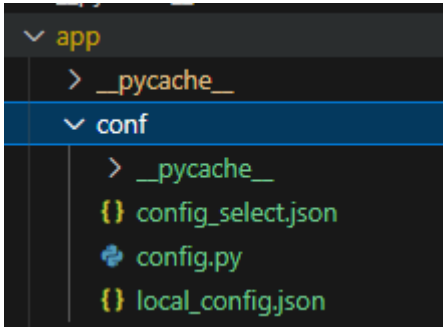 app
__pycache__
conf
__pycache__
{} config_select.json
config.py
{} local_config.json